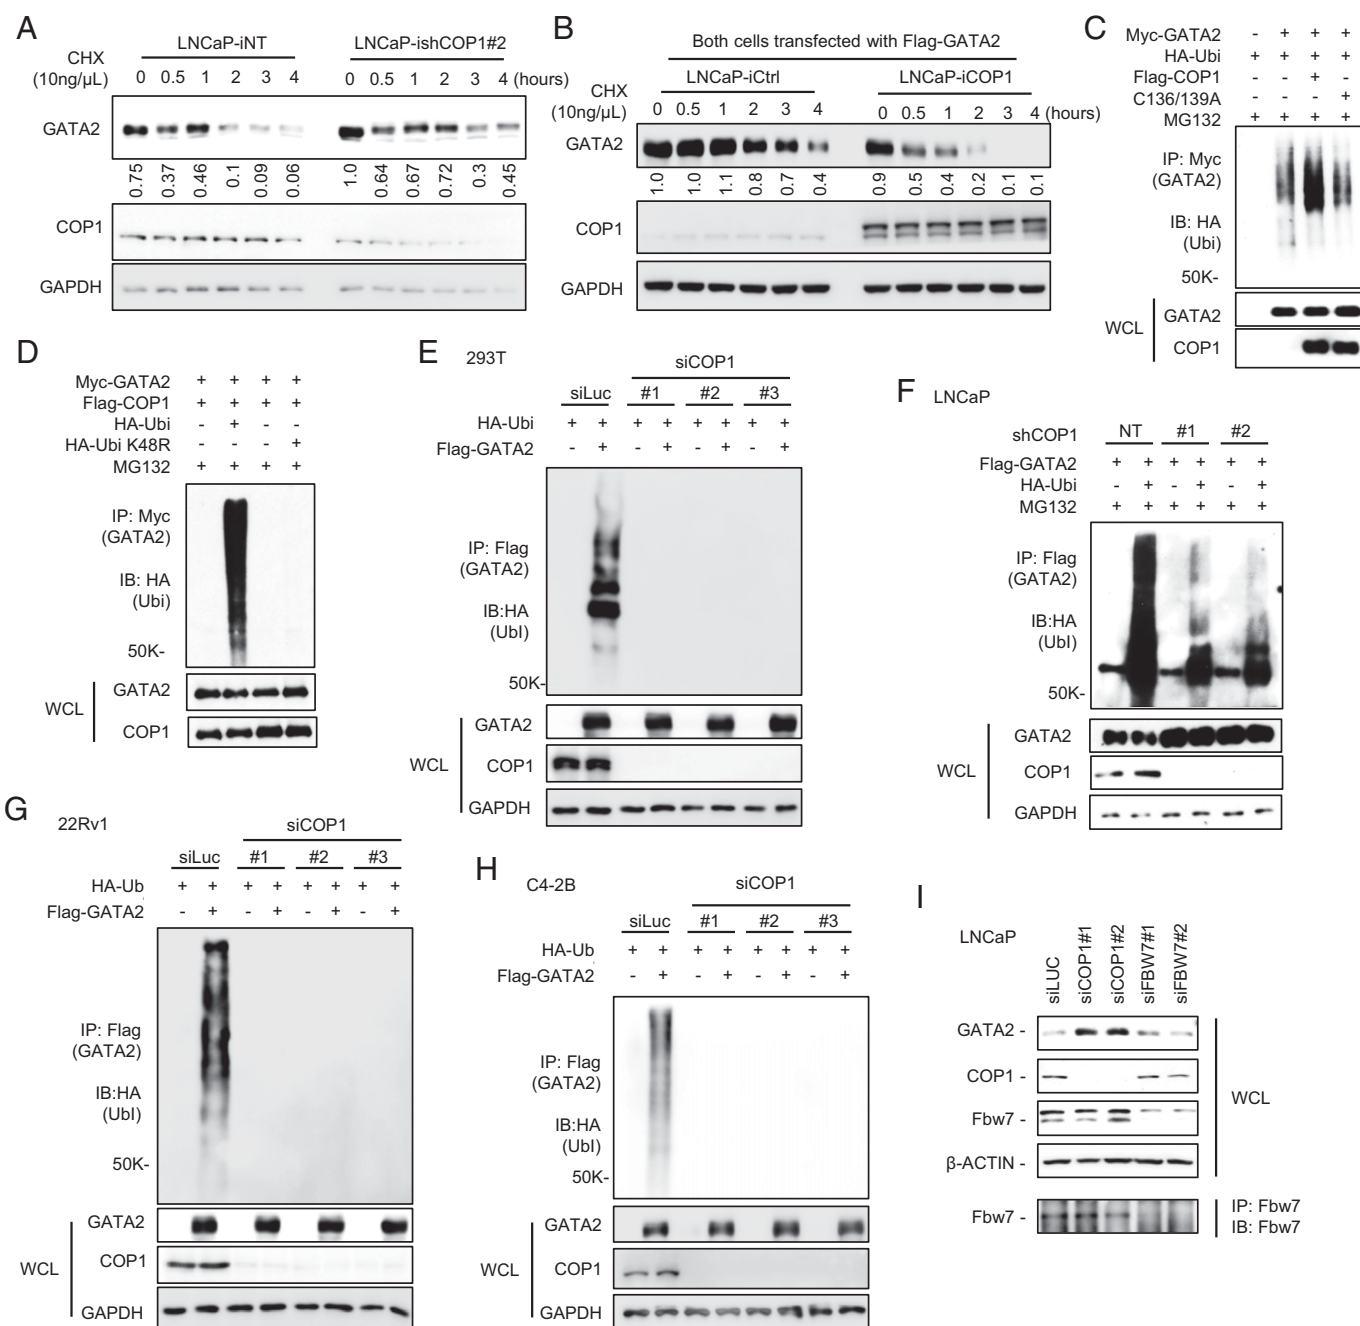 A
LNCaP-iNT LNCaP-ishCOP1#2
CHX
(10ng/µL) 0 0.5 1 2 3 4 0 0.5 1 2 3 4 (hours)
GATA2
0.75 0.37 0.46 0.1 0.09 0.06 1.0 0.64 0.67 0.72 0.3 0.45
COP1
GAPDH
B
Both cells transfected with Flag-GATA2
LNCaP-iCtrl LNCaP-iCOP1
CHX
(10ng/µL) 0 0.5 1 2 3 4 0 0.5 1 2 3 4 (hours)
GATA2
1.0 1.0 1.1 0.8 0.7 0.4 0.9 0.5 0.4 0.2 0.1 0.1
COP1
GAPDH
C
Myc-GATA2 - + + +
HA-Ubi + + + +
Flag-COP1 - - + -
C136/139A - - - +
MG132 + + + +
IP: Myc
(GATA2)
IB: HA
(Ubi)
50K-
WCL
GATA2
COP1
D
Myc-GATA2 + + + +
Flag-COP1 + + + +
HA-Ubi - + - -
HA-Ubi K48R - - - +
MG132 + + + +
IP: Myc
(GATA2)
IB: HA
(Ubi)
50K-
WCL
GATA2
COP1
E
293T
siCOP1
siLuc #1 #2 #3
HA-Ubi + + + + + + + +
Flag-GATA2 - + - + - + - +
IP: Flag
(GATA2)
IB:HA
(UbI)
50K-
WCL
GATA2
COP1
GAPDH
F
LNCaP
shCOP1 NT #1 #2
Flag-GATA2 + + + + + +
HA-Ubi - + - + - +
MG132 + + + + + +
IP: Flag
(GATA2)
IB:HA
(UbI)
50K-
WCL
GATA2
COP1
GAPDH
G
22Rv1
siCOP1
siLuc #1 #2 #3
HA-Ub + + + + + + + +
Flag-GATA2 - + - + - + - +
IP: Flag
(GATA2)
IB:HA
(UbI)
50K-
WCL
GATA2
COP1
GAPDH
H
C4-2B
siCOP1
siLuc #1 #2 #3
HA-Ub + + + + + + + +
Flag-GATA2 - + - + - + - +
IP: Flag
(GATA2)
IB:HA
(UbI)
50K-
WCL
GATA2
COP1
GAPDH
I
LNCaP
siLUC siCOP1#1 siCOP1#2 siFBW7#1 siFBW7#2
GATA2 -
COP1 -
Fbw7 -
β-ACTIN -
WCL
Fbw7 -
IP: Fbw7
IB: Fbw7